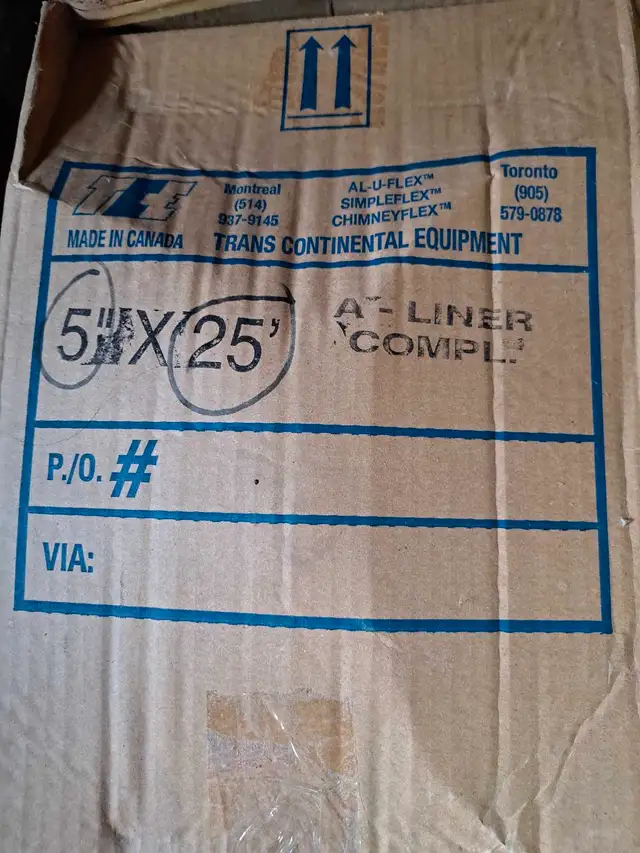 TCE
Montreal
(514)
937-9145
AL-U-FLEX™
SIMPLEFLEX™
CHIMNEYFLEX™
Toronto
(905)
579-0878
MADE IN CANADA
TRANS CONTINENTAL EQUIPMENT
5" X 25'
LINER
COMPL.
P./O. #
VIA: